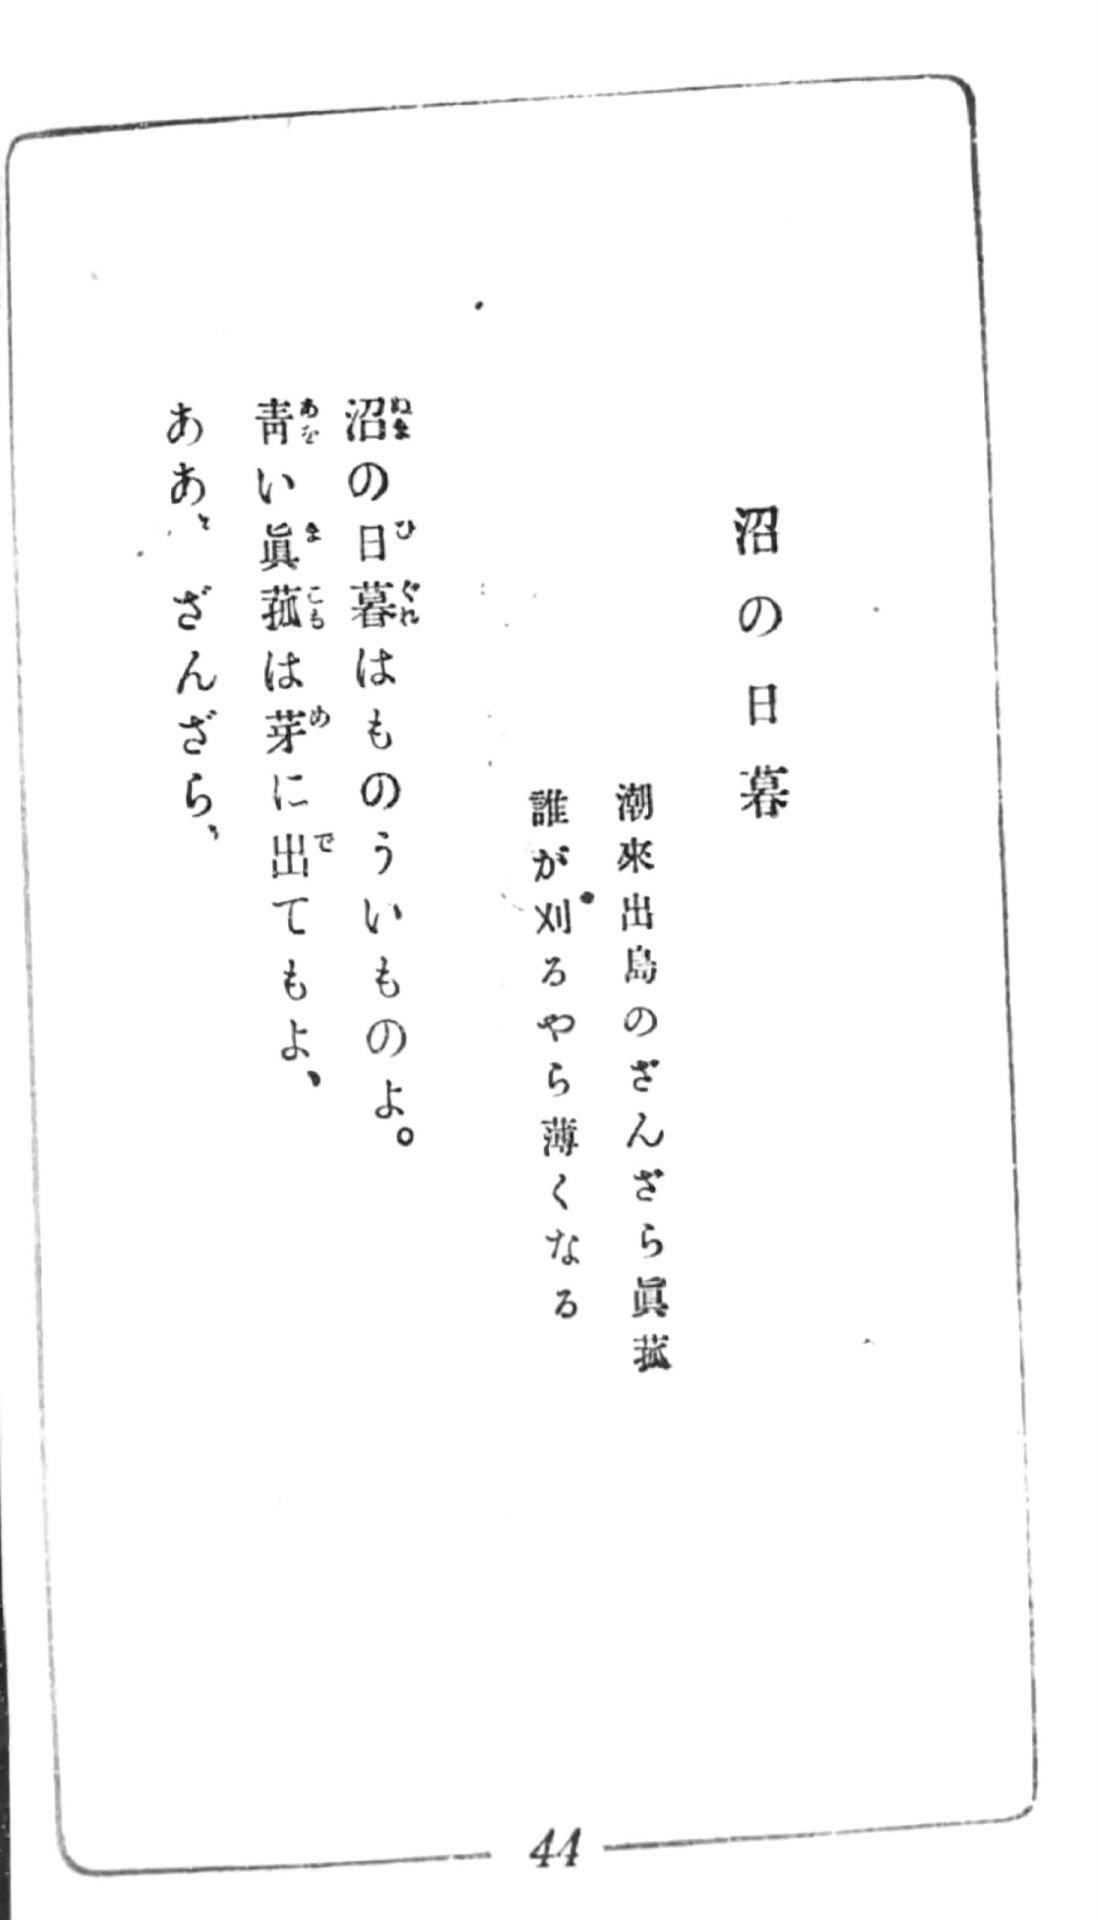 沼の日暮
潮來出島のざんざら眞菰
誰が刈るやら薄くなる
沼の日暮はものういものよ。
青い眞菰は芽に出てもよ、
ああ、ざんざら、
44